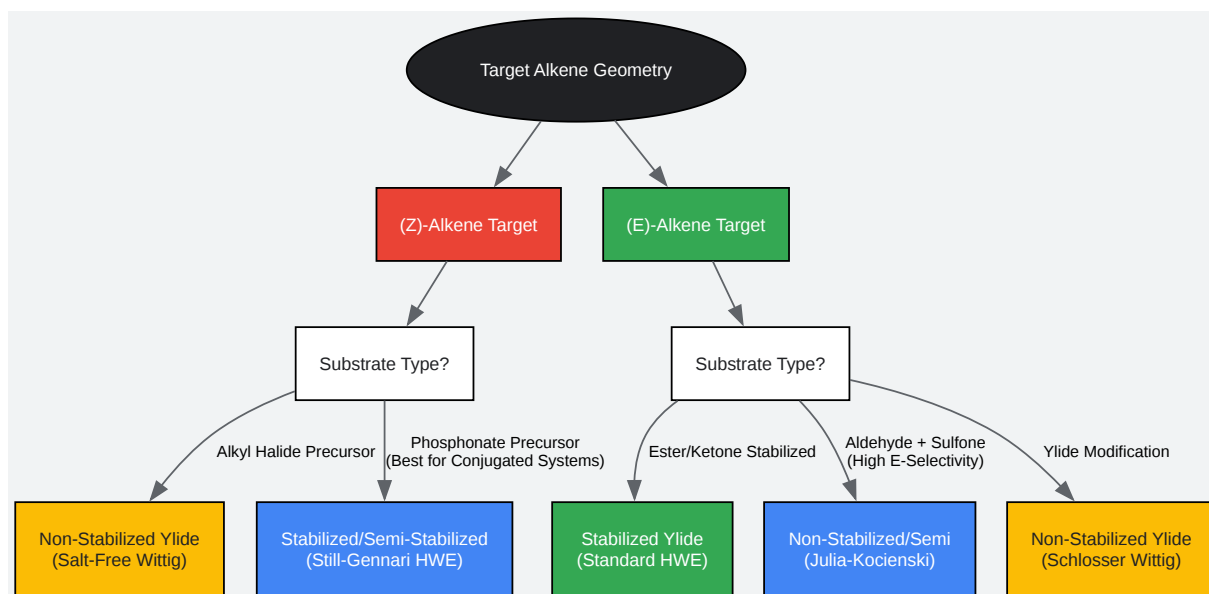 Target Alkene Geometry
(Z)-Alkene Target
(E)-Alkene Target
Substrate Type?
Substrate Type?
Alkyl Halide Precursor
Phosphonate Precursor
(Best for Conjugated Systems)
Ester/Ketone Stabilized
Aldehyde + Sulfone
(High E-Selectivity)
Ylide Modification
Non-Stabilized Ylide
(Salt-Free Wittig)
Stabilized/Semi-Stabilized
(Still-Gennari HWE)
Stabilized Ylide
(Standard HWE)
Non-Stabilized/Semi
(Julia-Kocienski)
Non-Stabilized Ylide
(Schlosser Wittig)